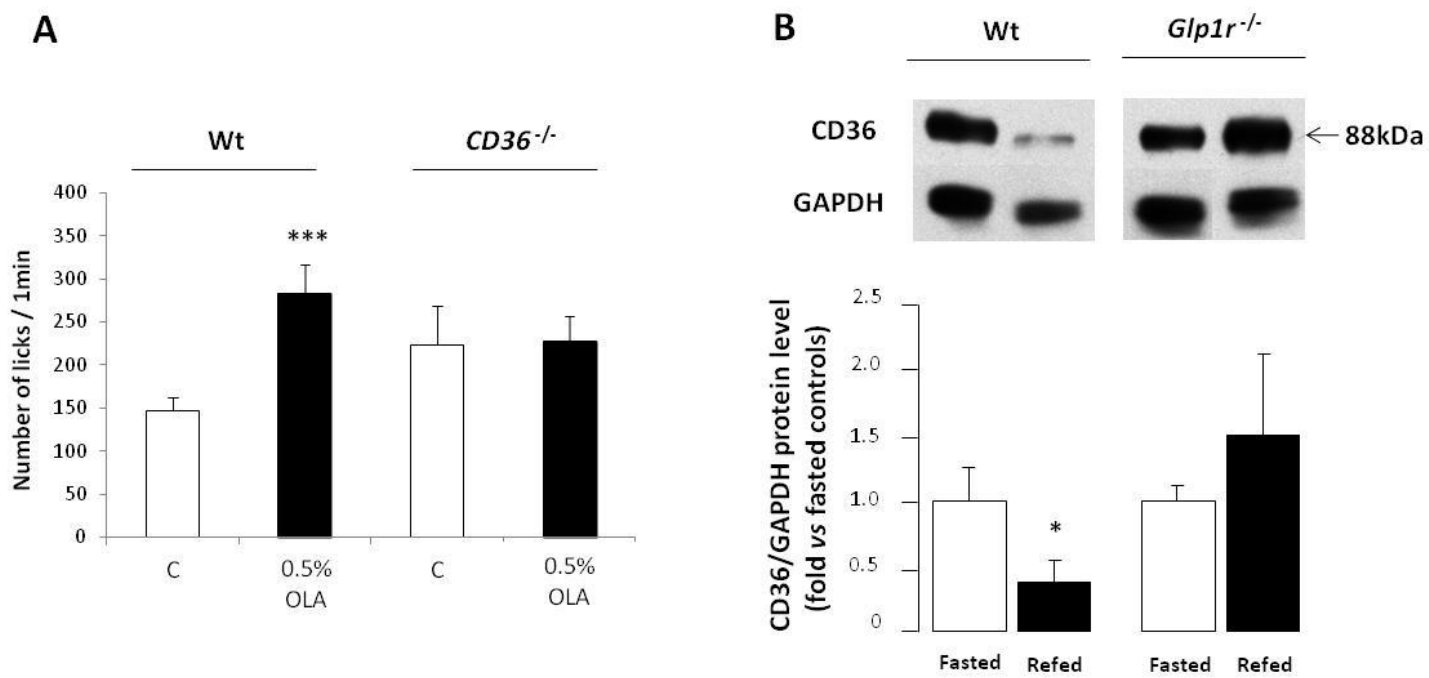 A
Wt
CD36 -/-
Number of licks / 1min
400
350
300
250
200
150
100
50
0
***
C
0.5%
OLA
C
0.5%
OLA
B
Wt
Glp1r -/-
CD36
88kDa
GAPDH
CD36/GAPDH protein level
(fold vs fasted controls)
2.5
2.0
1.5
1.0
0.5
0
*
Fasted
Refed
Fasted
Refed